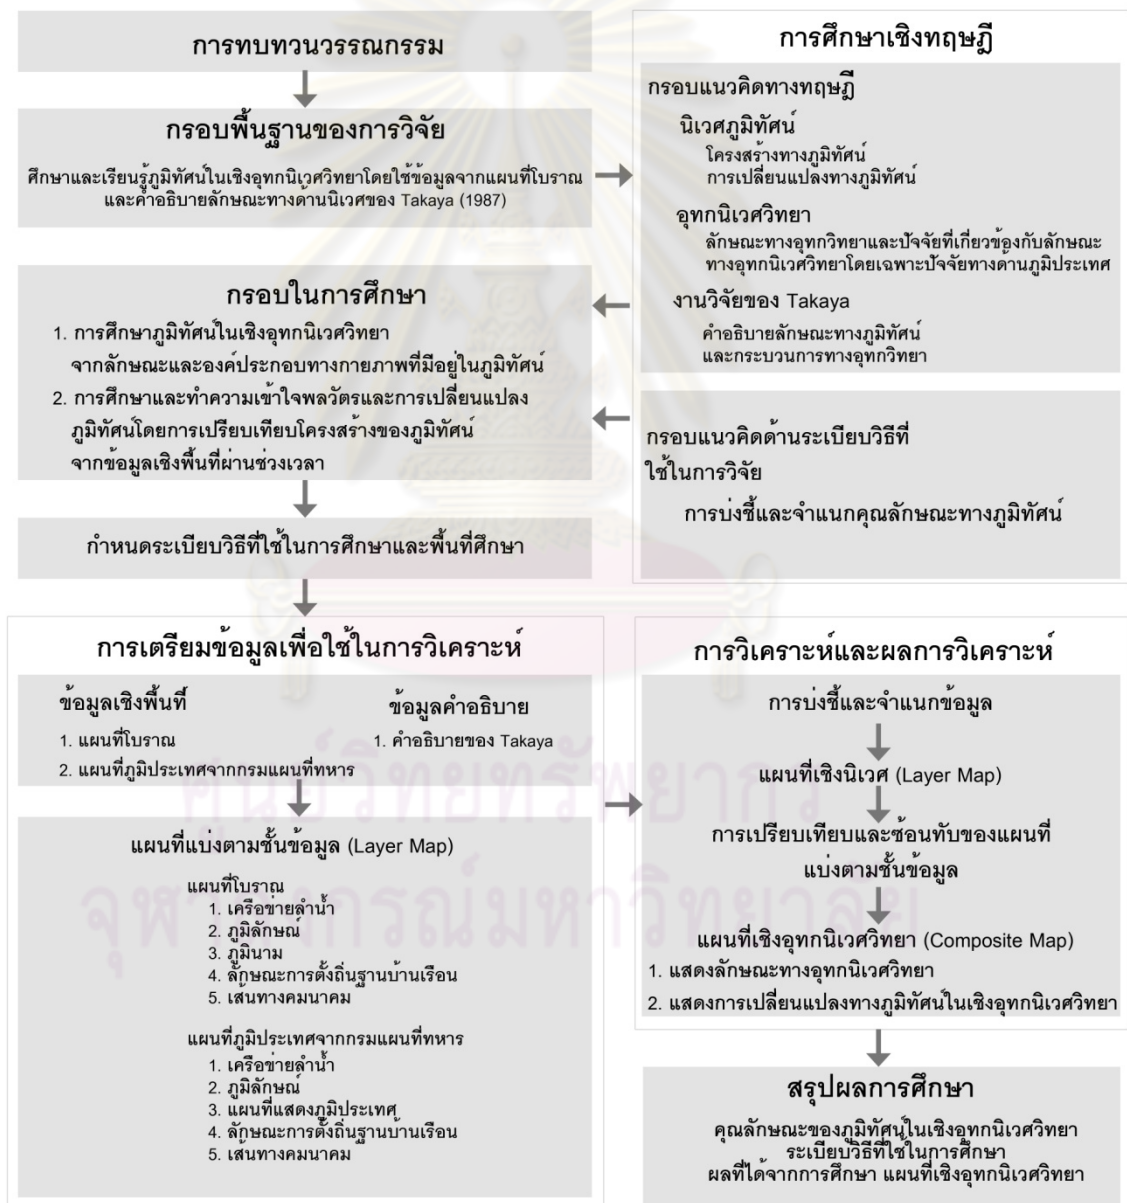 การทบทวนวรรณกรรม
กรอบพื้นฐานของการวิจัย
ศึกษาและเรียนรู้ภูมิทัศน์ในเชิงอุทกนิเวศวิทยาโดยใช้ข้อมูลจากแผนที่โบราณ
และคำอธิบายลักษณะทางด้านนิเวศของ Takaya (1987)
การศึกษาเชิงทฤษฎี
กรอบแนวคิดทางทฤษฎี
นิเวศภูมิทัศน์
โครงสร้างทางภูมิทัศน์
การเปลี่ยนแปลงทางภูมิทัศน์
อุทกนิเวศวิทยา
ลักษณะทางอุทกวิทยาและปัจจัยที่เกี่ยวข้องกับลักษณะ
ทางอุทกนิเวศวิทยาโดยเฉพาะปัจจัยทางด้านภูมิประเทศ
งานวิจัยของ Takaya
คำอธิบายลักษณะทางภูมิทัศน์
และกระบวนการทางอุทกวิทยา
กรอบแนวคิดด้านระเบียบวิธีที่
ใช้ในการวิจัย
การบ่งชี้และจำแนกคุณลักษณะทางภูมิทัศน์
กรอบในการศึกษา
1. การศึกษาภูมิทัศน์ในเชิงอุทกนิเวศวิทยา
จากลักษณะและองค์ประกอบทางกายภาพที่มีอยู่ในภูมิทัศน์
2. การศึกษาและทำความเข้าใจพลวัตรและการเปลี่ยนแปลง
ภูมิทัศน์โดยการเปรียบเทียบโครงสร้างของภูมิทัศน์
จากข้อมูลเชิงพื้นที่ผ่านช่วงเวลา
กำหนดระเบียบวิธีที่ใช้ในการศึกษาและพื้นที่ศึกษา
การเตรียมข้อมูลเพื่อใช้ในการวิเคราะห์
ข้อมูลเชิงพื้นที่
1. แผนที่โบราณ
2. แผนที่ภูมิประเทศจากกรมแผนที่ทหาร
ข้อมูลคำอธิบาย
1. คำอธิบายของ Takaya
แผนที่แบ่งตามชั้นข้อมูล (Layer Map)
แผนที่โบราณ
1. เครือข่ายลำน้ำ
2. ภูมิลักษณ์
3. ภูมินาม
4. ลักษณะการตั้งถิ่นฐานบ้านเรือน
5. เส้นทางคมนาคม
แผนที่ภูมิประเทศจากกรมแผนที่ทหาร
1. เครือข่ายลำน้ำ
2. ภูมิลักษณ์
3. แผนที่แสดงภูมิประเทศ
4. ลักษณะการตั้งถิ่นฐานบ้านเรือน
5. เส้นทางคมนาคม
การวิเคราะห์และผลการวิเคราะห์
การบ่งชี้และจำแนกข้อมูล
แผนที่เชิงนิเวศ (Layer Map)
การเปรียบเทียบและซ้อนทับของแผนที่
แบ่งตามชั้นข้อมูล
แผนที่เชิงอุทกนิเวศวิทยา (Composite Map)
1. แสดงลักษณะทางอุทกนิเวศวิทยา
2. แสดงการเปลี่ยนแปลงทางภูมิทัศน์ในเชิงอุทกนิเวศวิทยา
สรุปผลการศึกษา
คุณลักษณะของภูมิทัศน์ในเชิงอุทกนิเวศวิทยา
ระเบียบวิธีที่ใช้ในการศึกษา
ผลที่ได้จากการศึกษา แผนที่เชิงอุทกนิเวศวิทยา
ศูนย์วิทยทรัพยากร
จุฬาลงกรณ์มหาวิทยาลัย